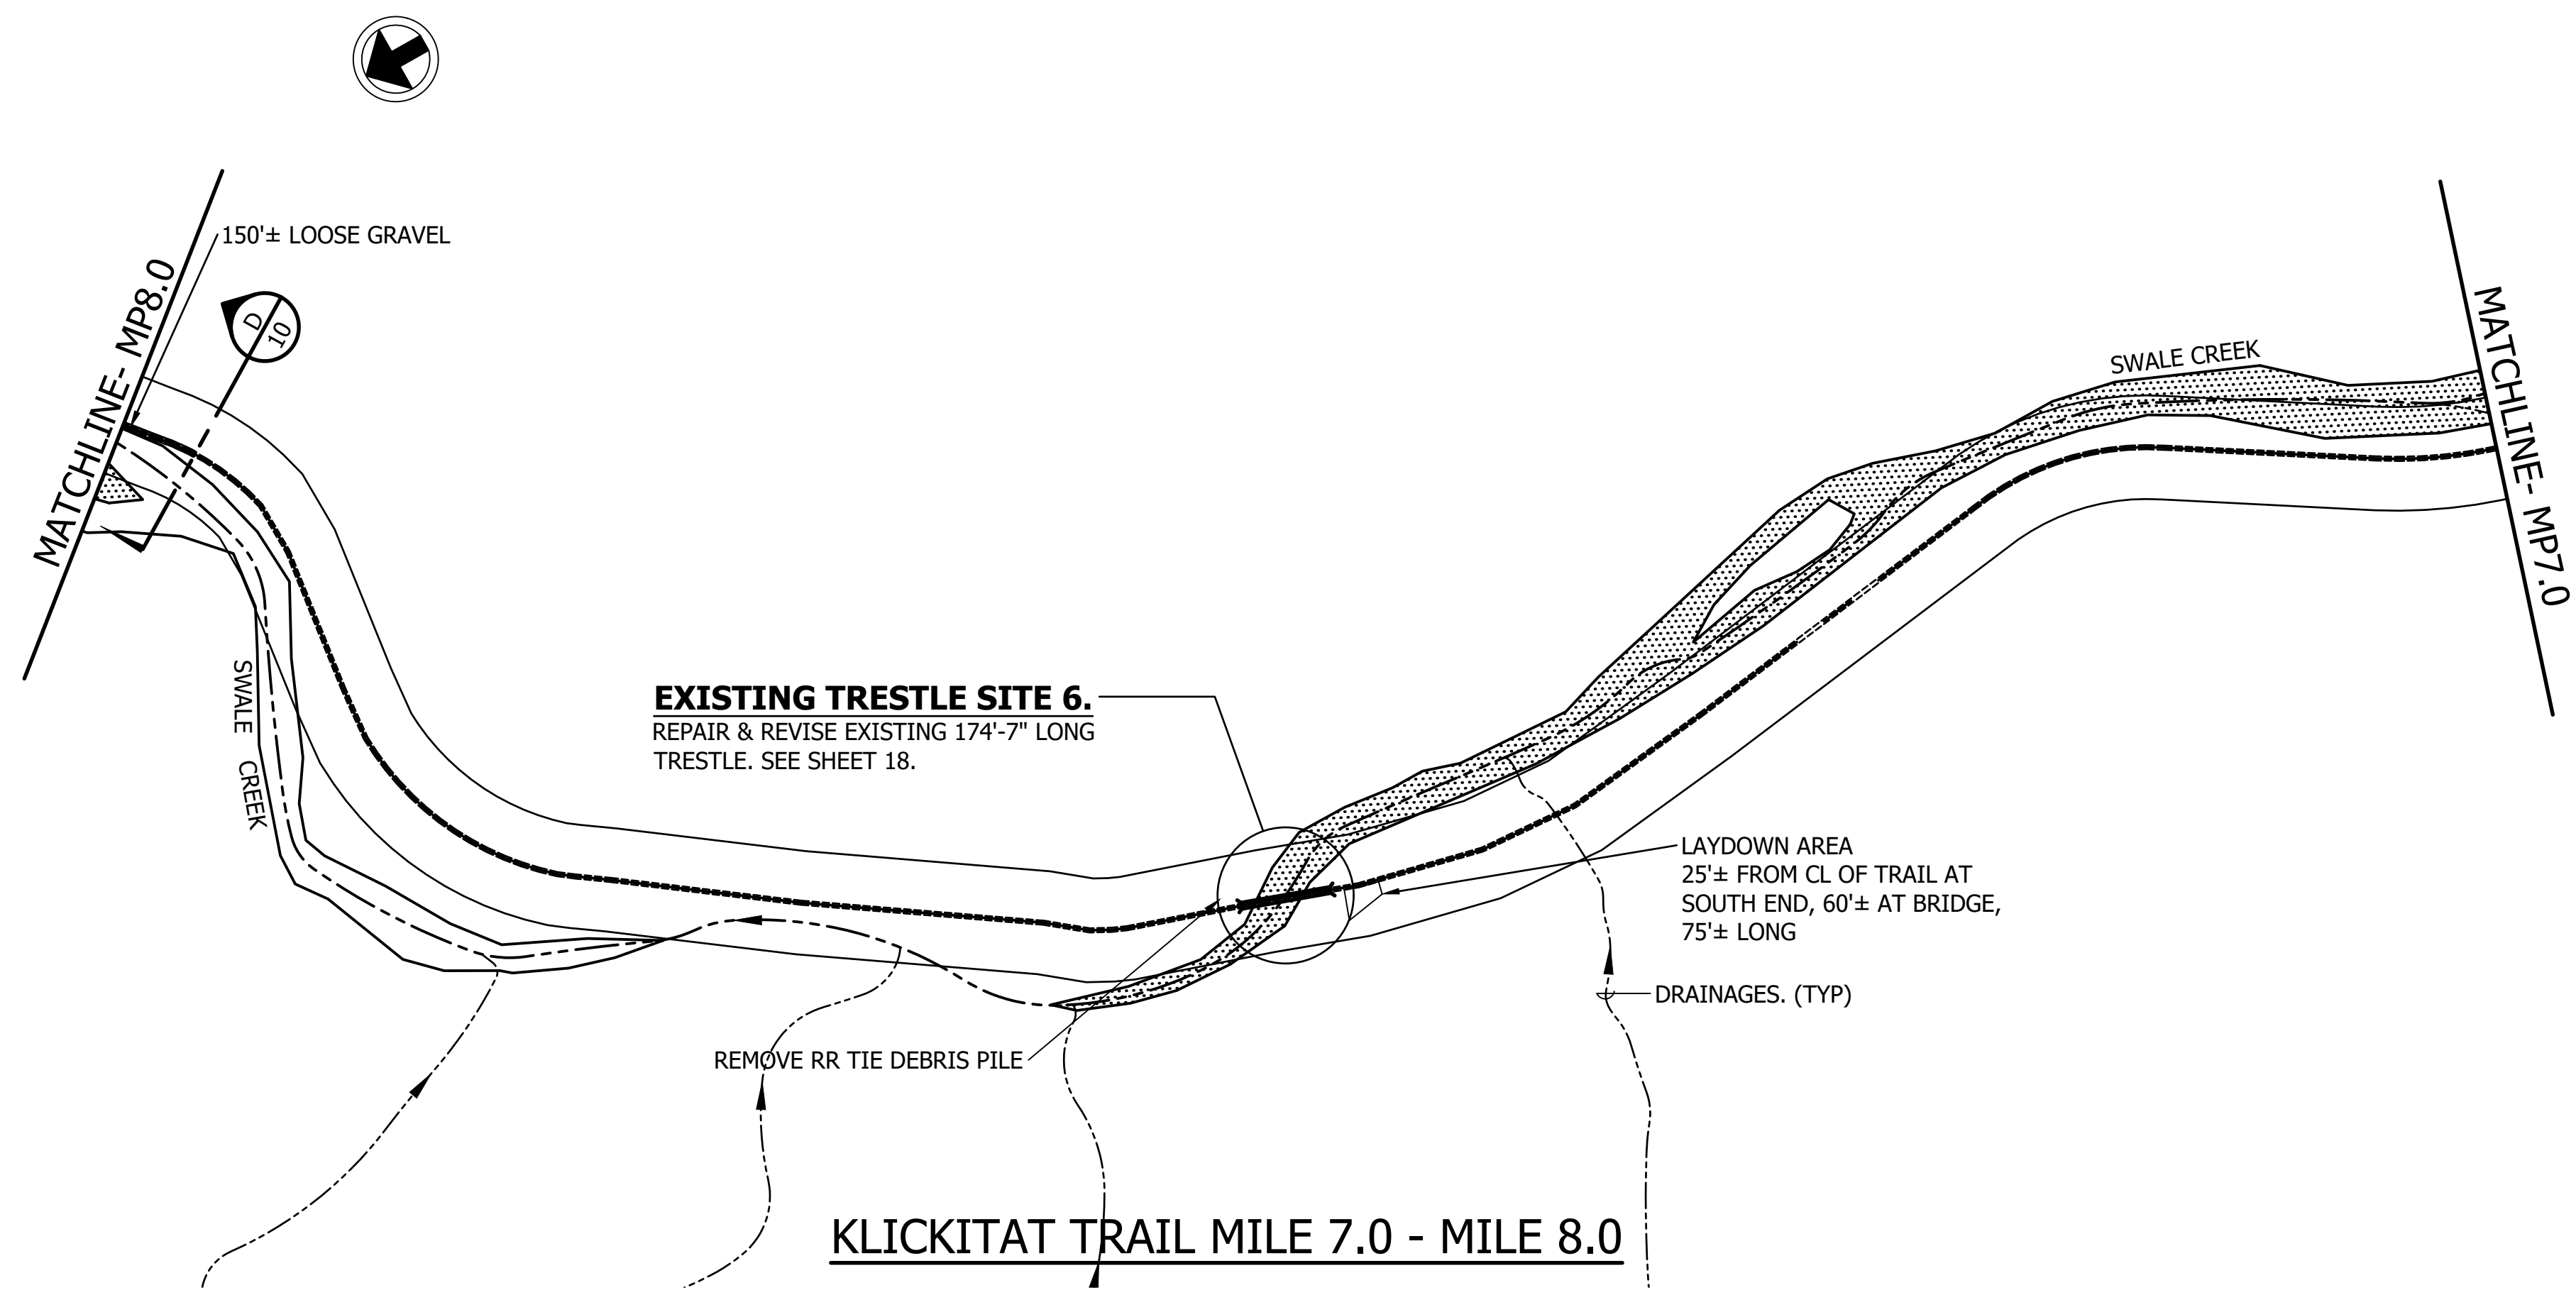 150'± LOOSE GRAVEL
MATCHLINE- MP8.0
D
10
SWALE CREEK
MATCHLINE- MP7.0
SWALE CREEK
EXISTING TRESTLE SITE 6.
REPAIR & REVISE EXISTING 174'-7" LONG
TRESTLE. SEE SHEET 18.
LAYDOWN AREA
25'± FROM CL OF TRAIL AT
SOUTH END, 60'± AT BRIDGE,
75'± LONG
DRAINAGES. (TYP)
REMOVE RR TIE DEBRIS PILE
KLICKITAT TRAIL MILE 7.0 - MILE 8.0